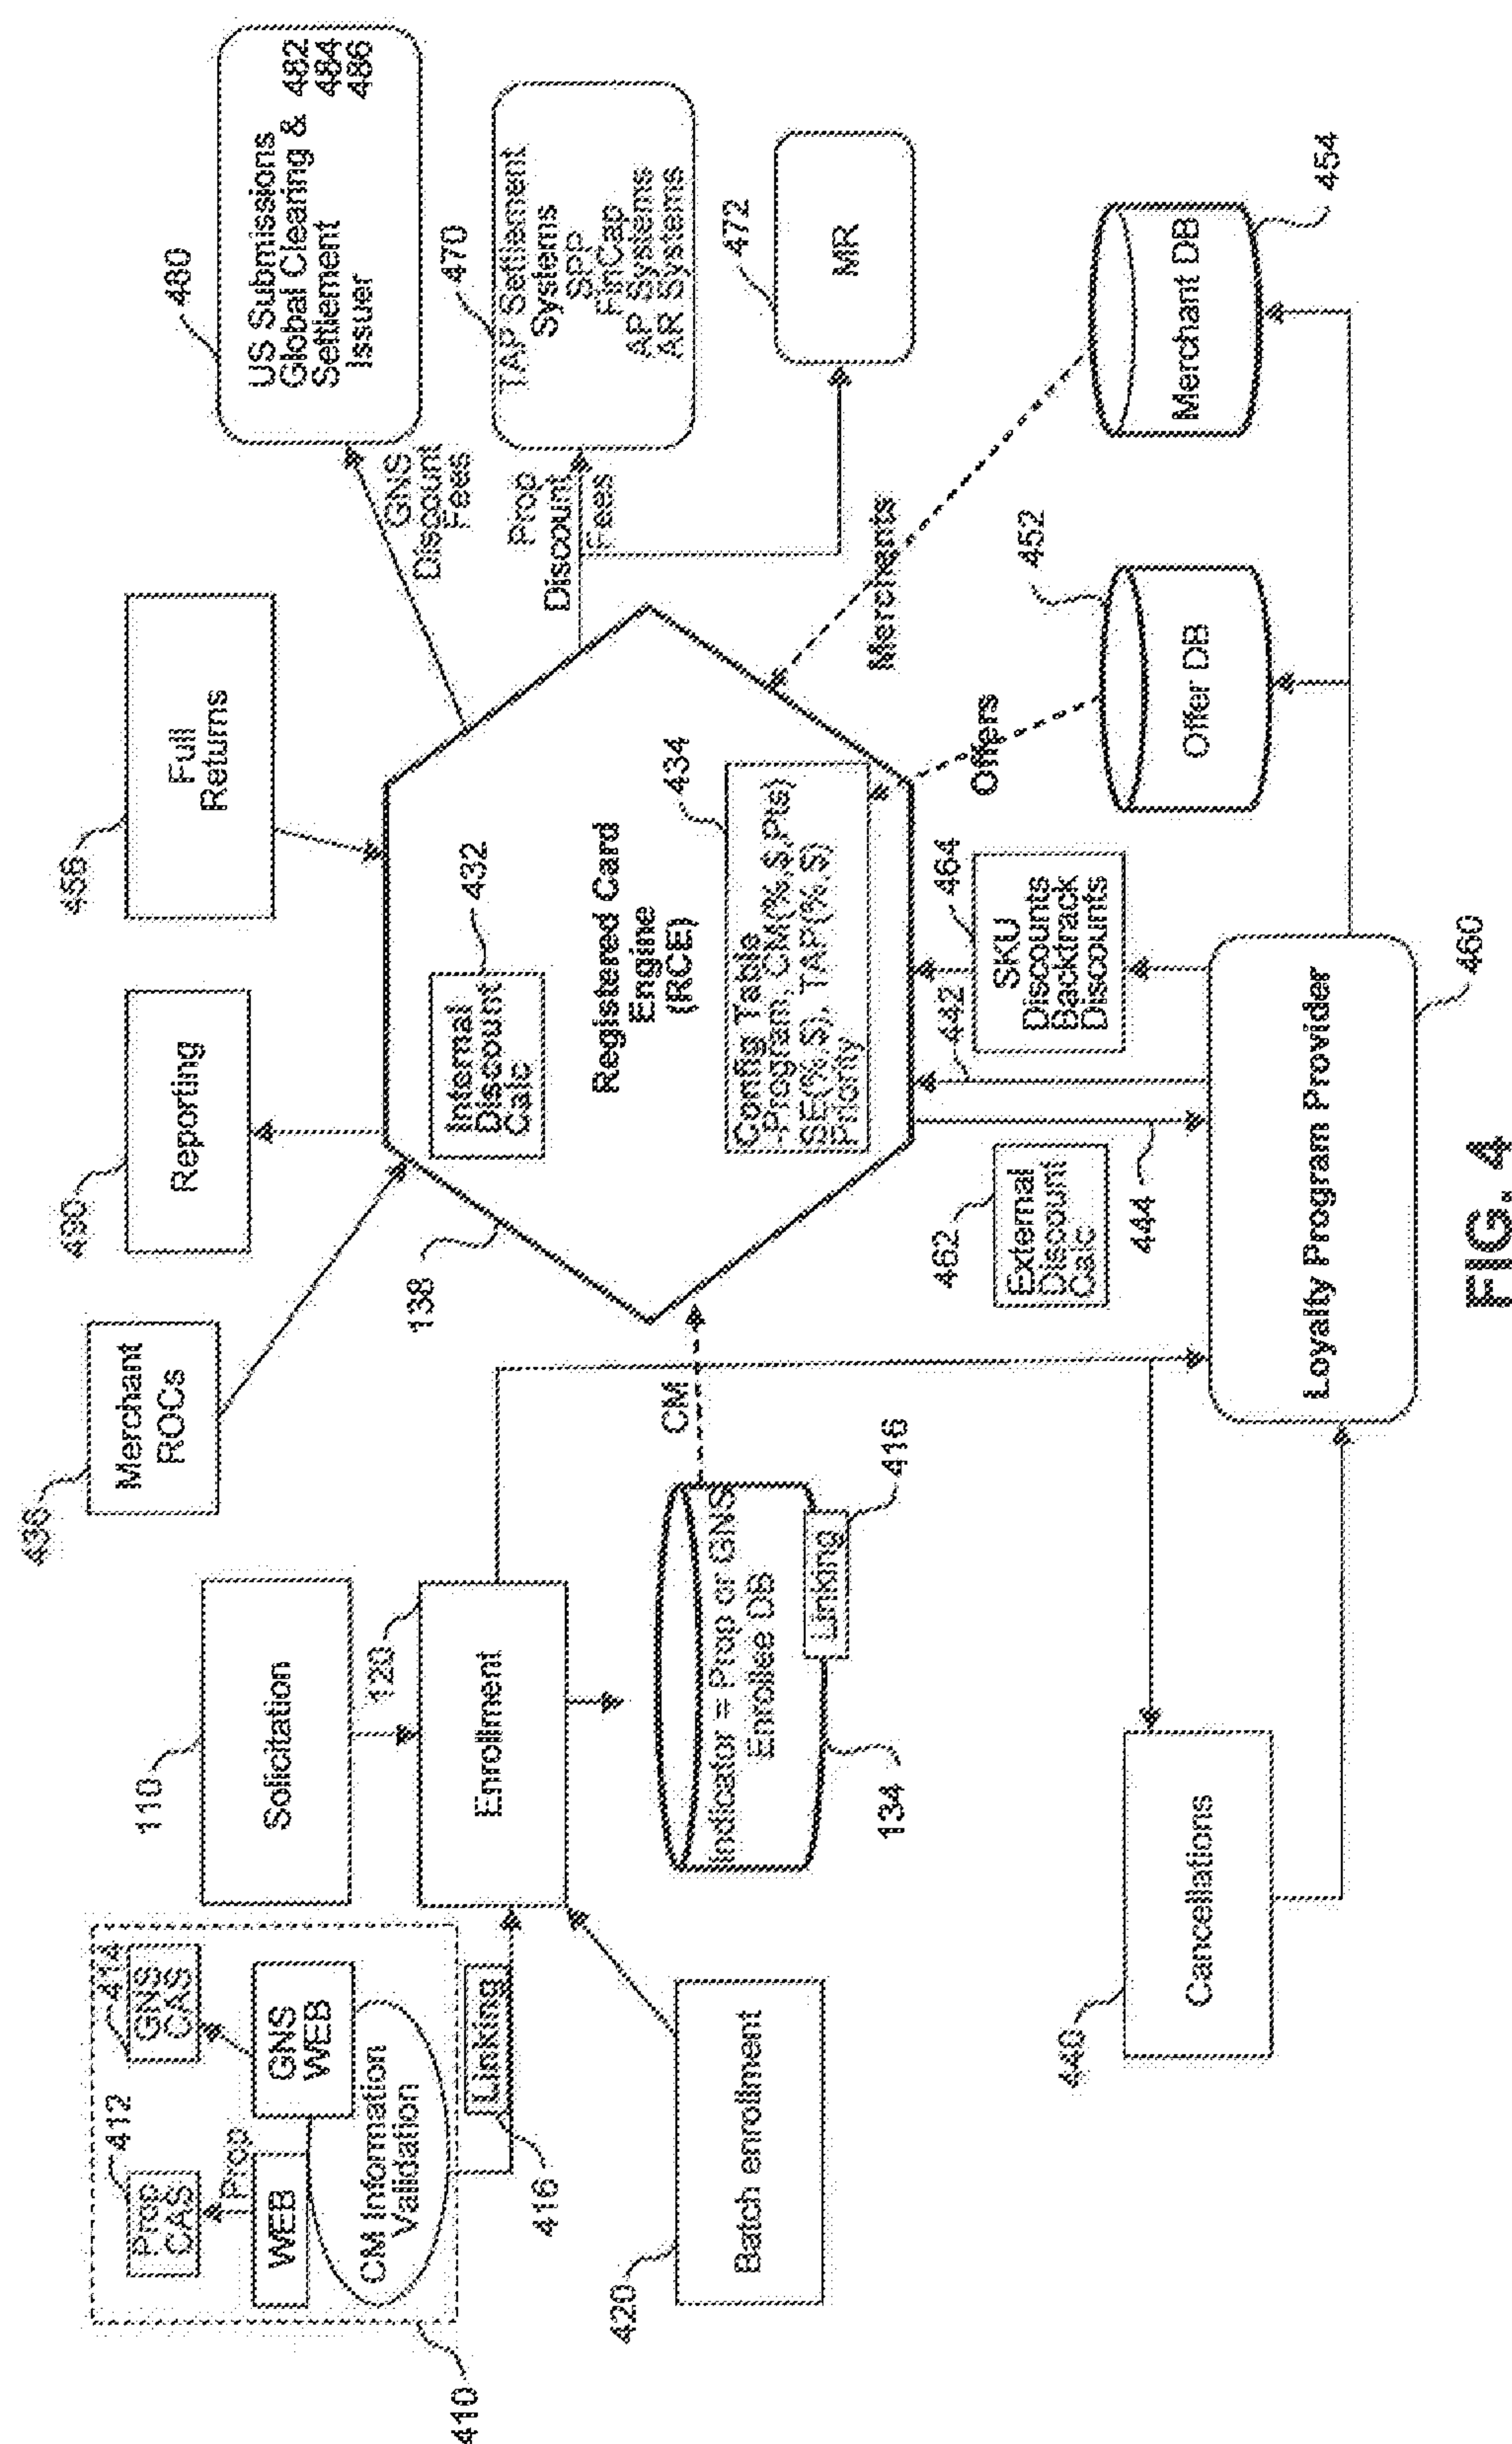 410
412
Prop
CAS
414
GNS
CAS
Prop
WEB
GNS
WEB
CM Information
Validation
Linking
416
420
Batch enrollment
110
Solicitation
120
Enrollment
Indicator = Prop or GNS
Enrollee DB
Linking
416
134
CM
440
Cancellations
436
Merchant
ROCs
490
Reporting
456
Full
Returns
138
Internal
Discount
Calc
432
Registered Card
Engine
(RCE)
434
Config Table
-Program, CM(%,$,Pts)
SE(%,$), TAP(%,$)
Priority
462
External
Discount
Calc
444
442
464
SKU
Discounts
Backtrack
Discounts
Loyalty Program Provider
460
GNS
Discount
Fees
480
US Submissions
Global Clearing & 482
Settlement 484
Issuer 486
Prop
Discount
Fees
470
TAP Settlement
Systems
SPP
FinCap
AP Systems
AR Systems
472
MR
Merchants
Offers
452
Offer DB
Merchant DB
454
FIG. 4